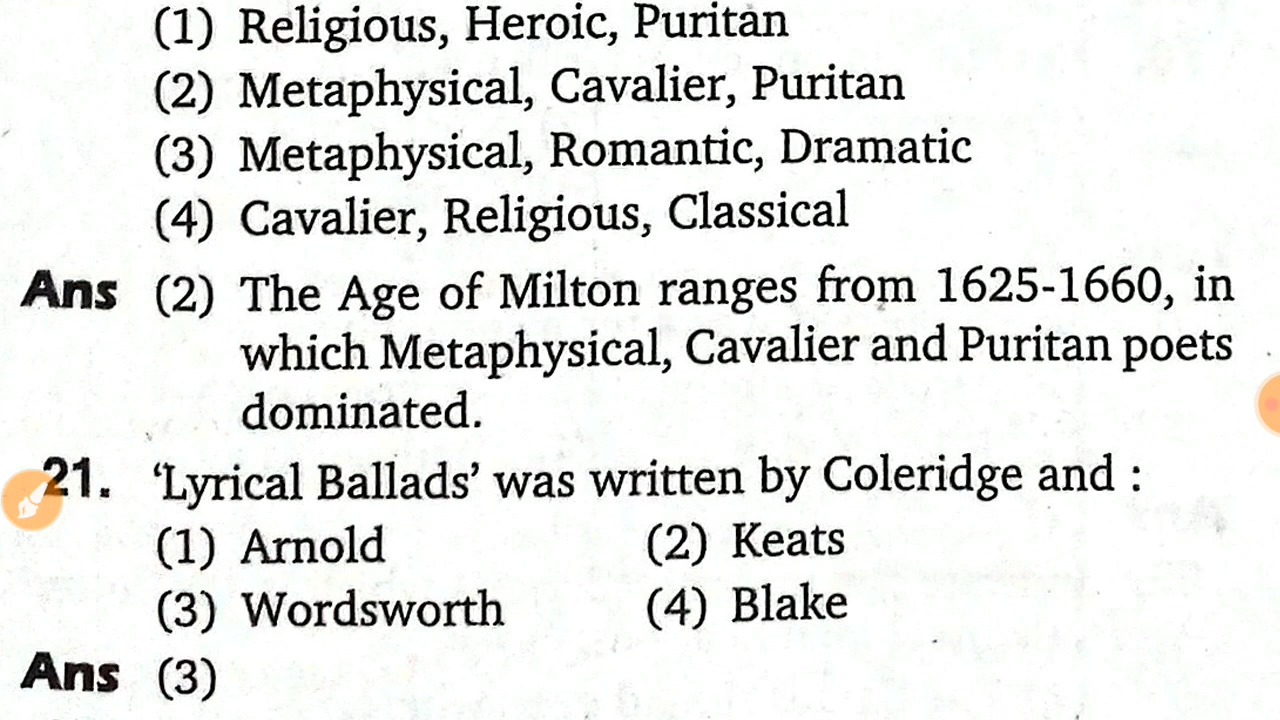 (1) Religious, Heroic, Puritan
(2) Metaphysical, Cavalier, Puritan
(3) Metaphysical, Romantic, Dramatic
(4) Cavalier, Religious, Classical
Ans (2) The Age of Milton ranges from 1625-1660, in
which Metaphysical, Cavalier and Puritan poets
dominated.
21. ‘Lyrical Ballads’ was written by Coleridge and :
(1) Arnold (2) Keats
(3) Wordsworth (4) Blake
Ans (3)